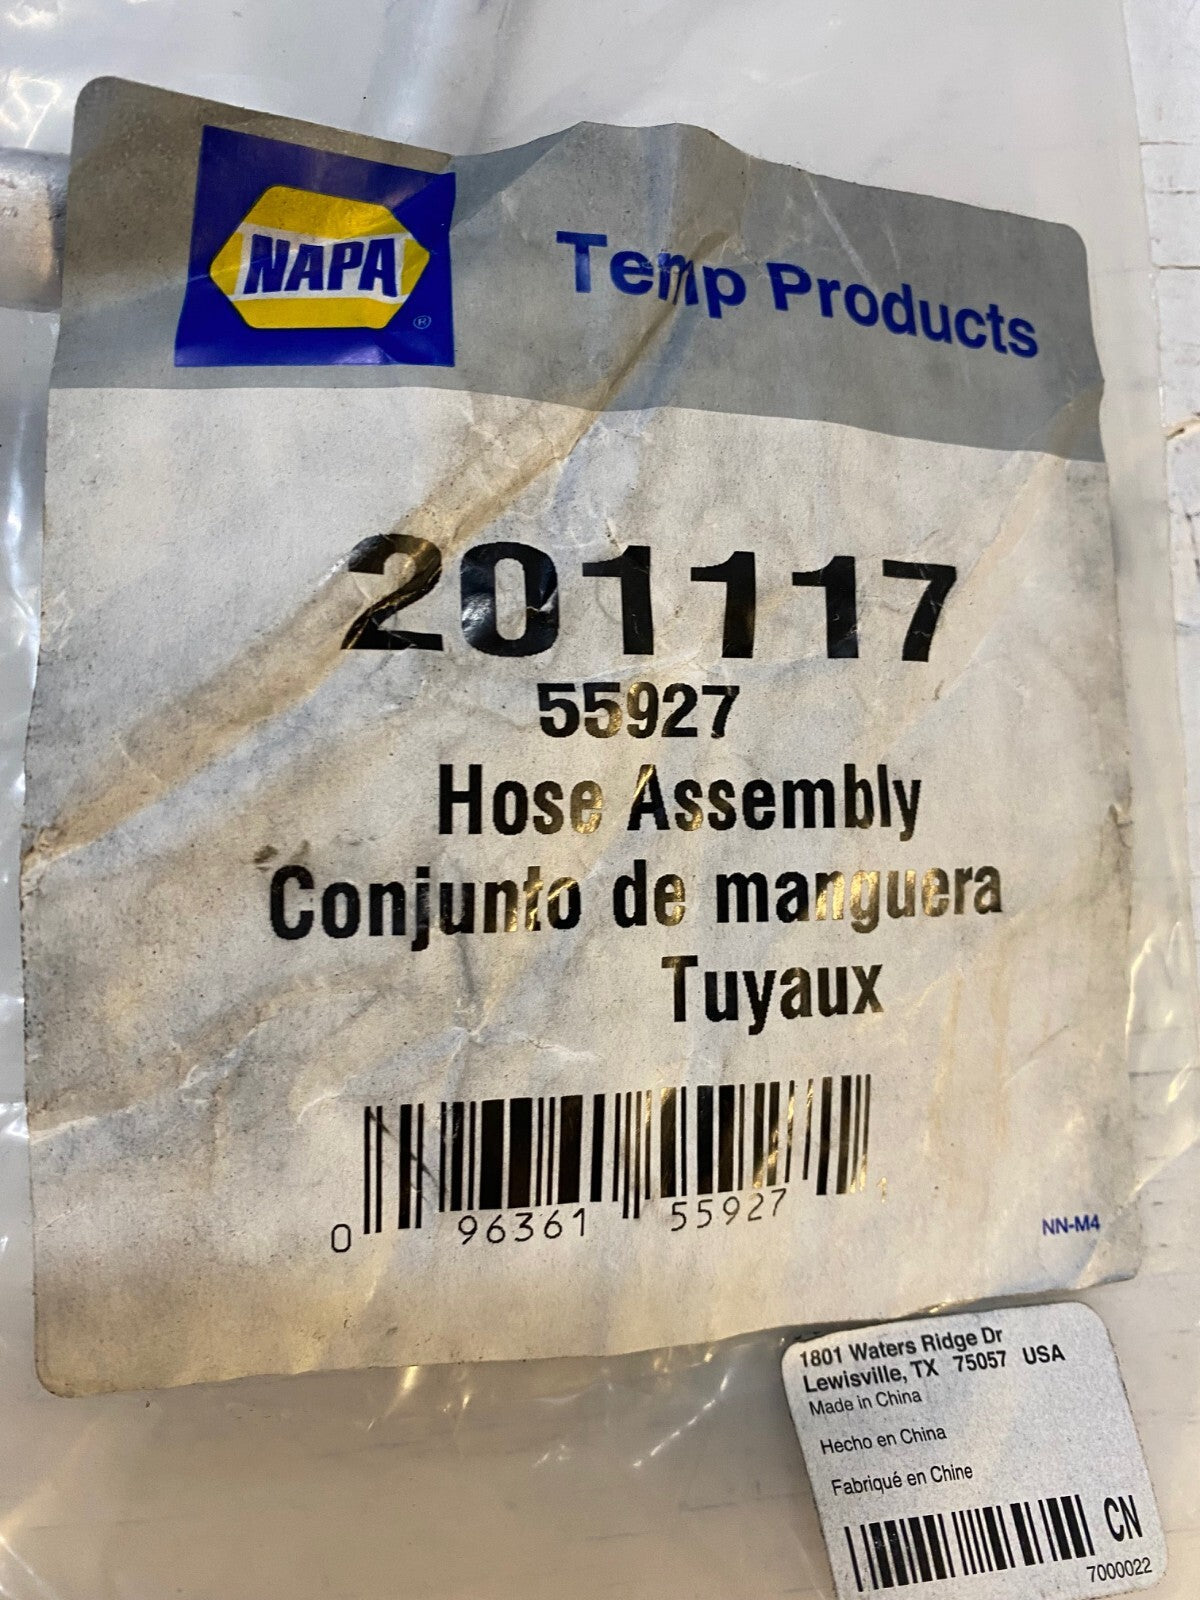 NAPA ®
Temp Products
201117
55927
Hose Assembly
Conjunto de manguera
Tuyaux
0 96361 55927 1
NN-M4
1801 Waters Ridge Dr
Lewisville, TX 75057 USA
Made in China
Hecho en China
Fabriqué en Chine
CN
7000022